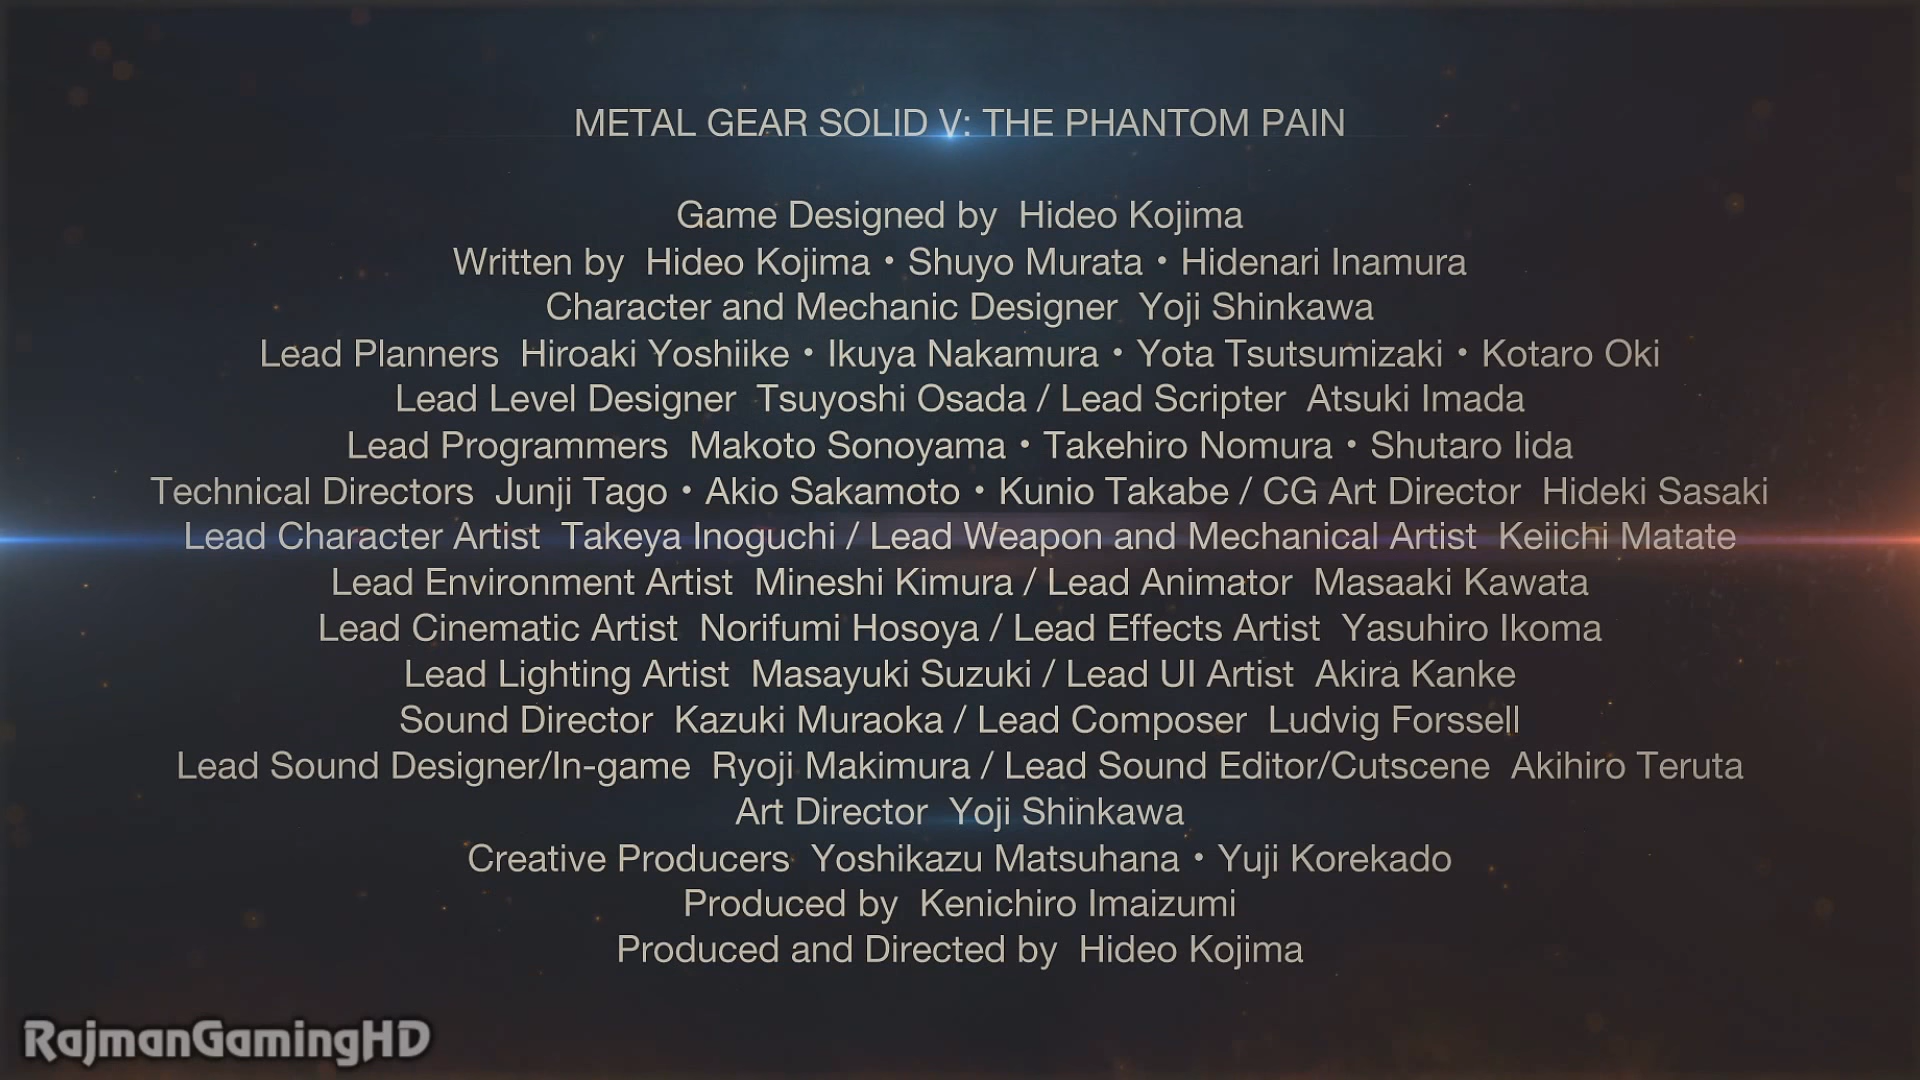 METAL GEAR SOLID V: THE PHANTOM PAIN
Game Designed by  Hideo Kojima
Written by  Hideo Kojima・Shuyo Murata・Hidenari Inamura
Character and Mechanic Designer  Yoji Shinkawa
Lead Planners  Hiroaki Yoshiike・Ikuya Nakamura・Yota Tsutsumizaki・Kotaro Oki
Lead Level Designer  Tsuyoshi Osada / Lead Scripter  Atsuki Imada
Lead Programmers  Makoto Sonoyama・Takehiro Nomura・Shutaro Iida
Technical Directors  Junji Tago・Akio Sakamoto・Kunio Takabe / CG Art Director  Hideki Sasaki
Lead Character Artist  Takeya Inoguchi / Lead Weapon and Mechanical Artist  Keiichi Matate
Lead Environment Artist  Mineshi Kimura / Lead Animator  Masaaki Kawata
Lead Cinematic Artist  Norifumi Hosoya / Lead Effects Artist  Yasuhiro Ikoma
Lead Lighting Artist  Masayuki Suzuki / Lead UI Artist  Akira Kanke
Sound Director  Kazuki Muraoka / Lead Composer  Ludvig Forssell
Lead Sound Designer/In-game  Ryoji Makimura / Lead Sound Editor/Cutscene  Akihiro Teruta
Art Director  Yoji Shinkawa
Creative Producers  Yoshikazu Matsuhana・Yuji Korekado
Produced by  Kenichiro Imaizumi
Produced and Directed by  Hideo Kojima
RajmanGamingHD